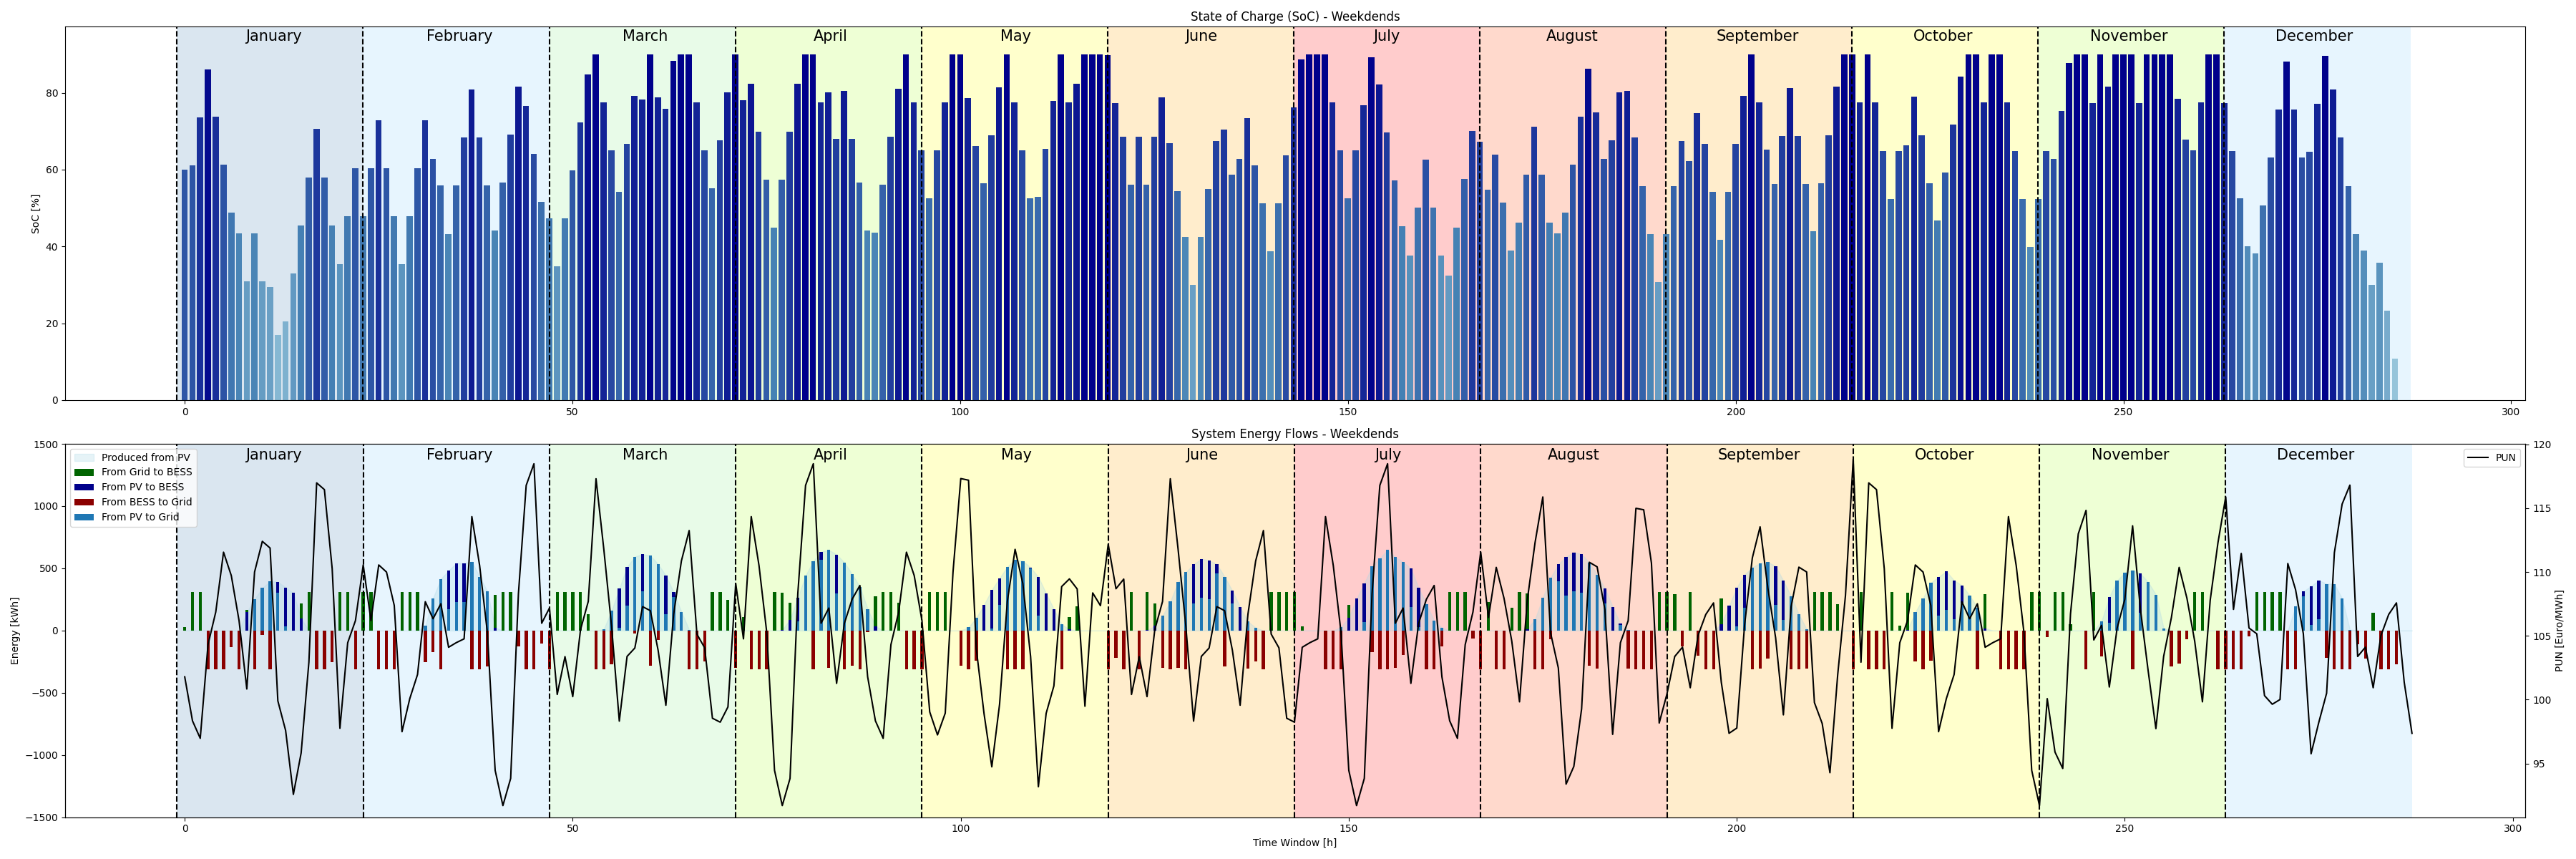 State of Charge (SoC) - Weekdends
January February March April May June July August September October November December
SoC [%]
80
60
40
20
0
0 50 100 150 200 250 300
System Energy Flows - Weekdends
January February March April May June July August September October November December
Produced from PV
From Grid to BESS
From PV to BESS
From BESS to Grid
From PV to Grid
PUN
Energy [kWh]
1500
1000
500
0
−500
−1000
−1500
120
115
110
105
100
95
PUN [Euro/MWh]
0 50 100 150 200 250 300
Time Window [h]